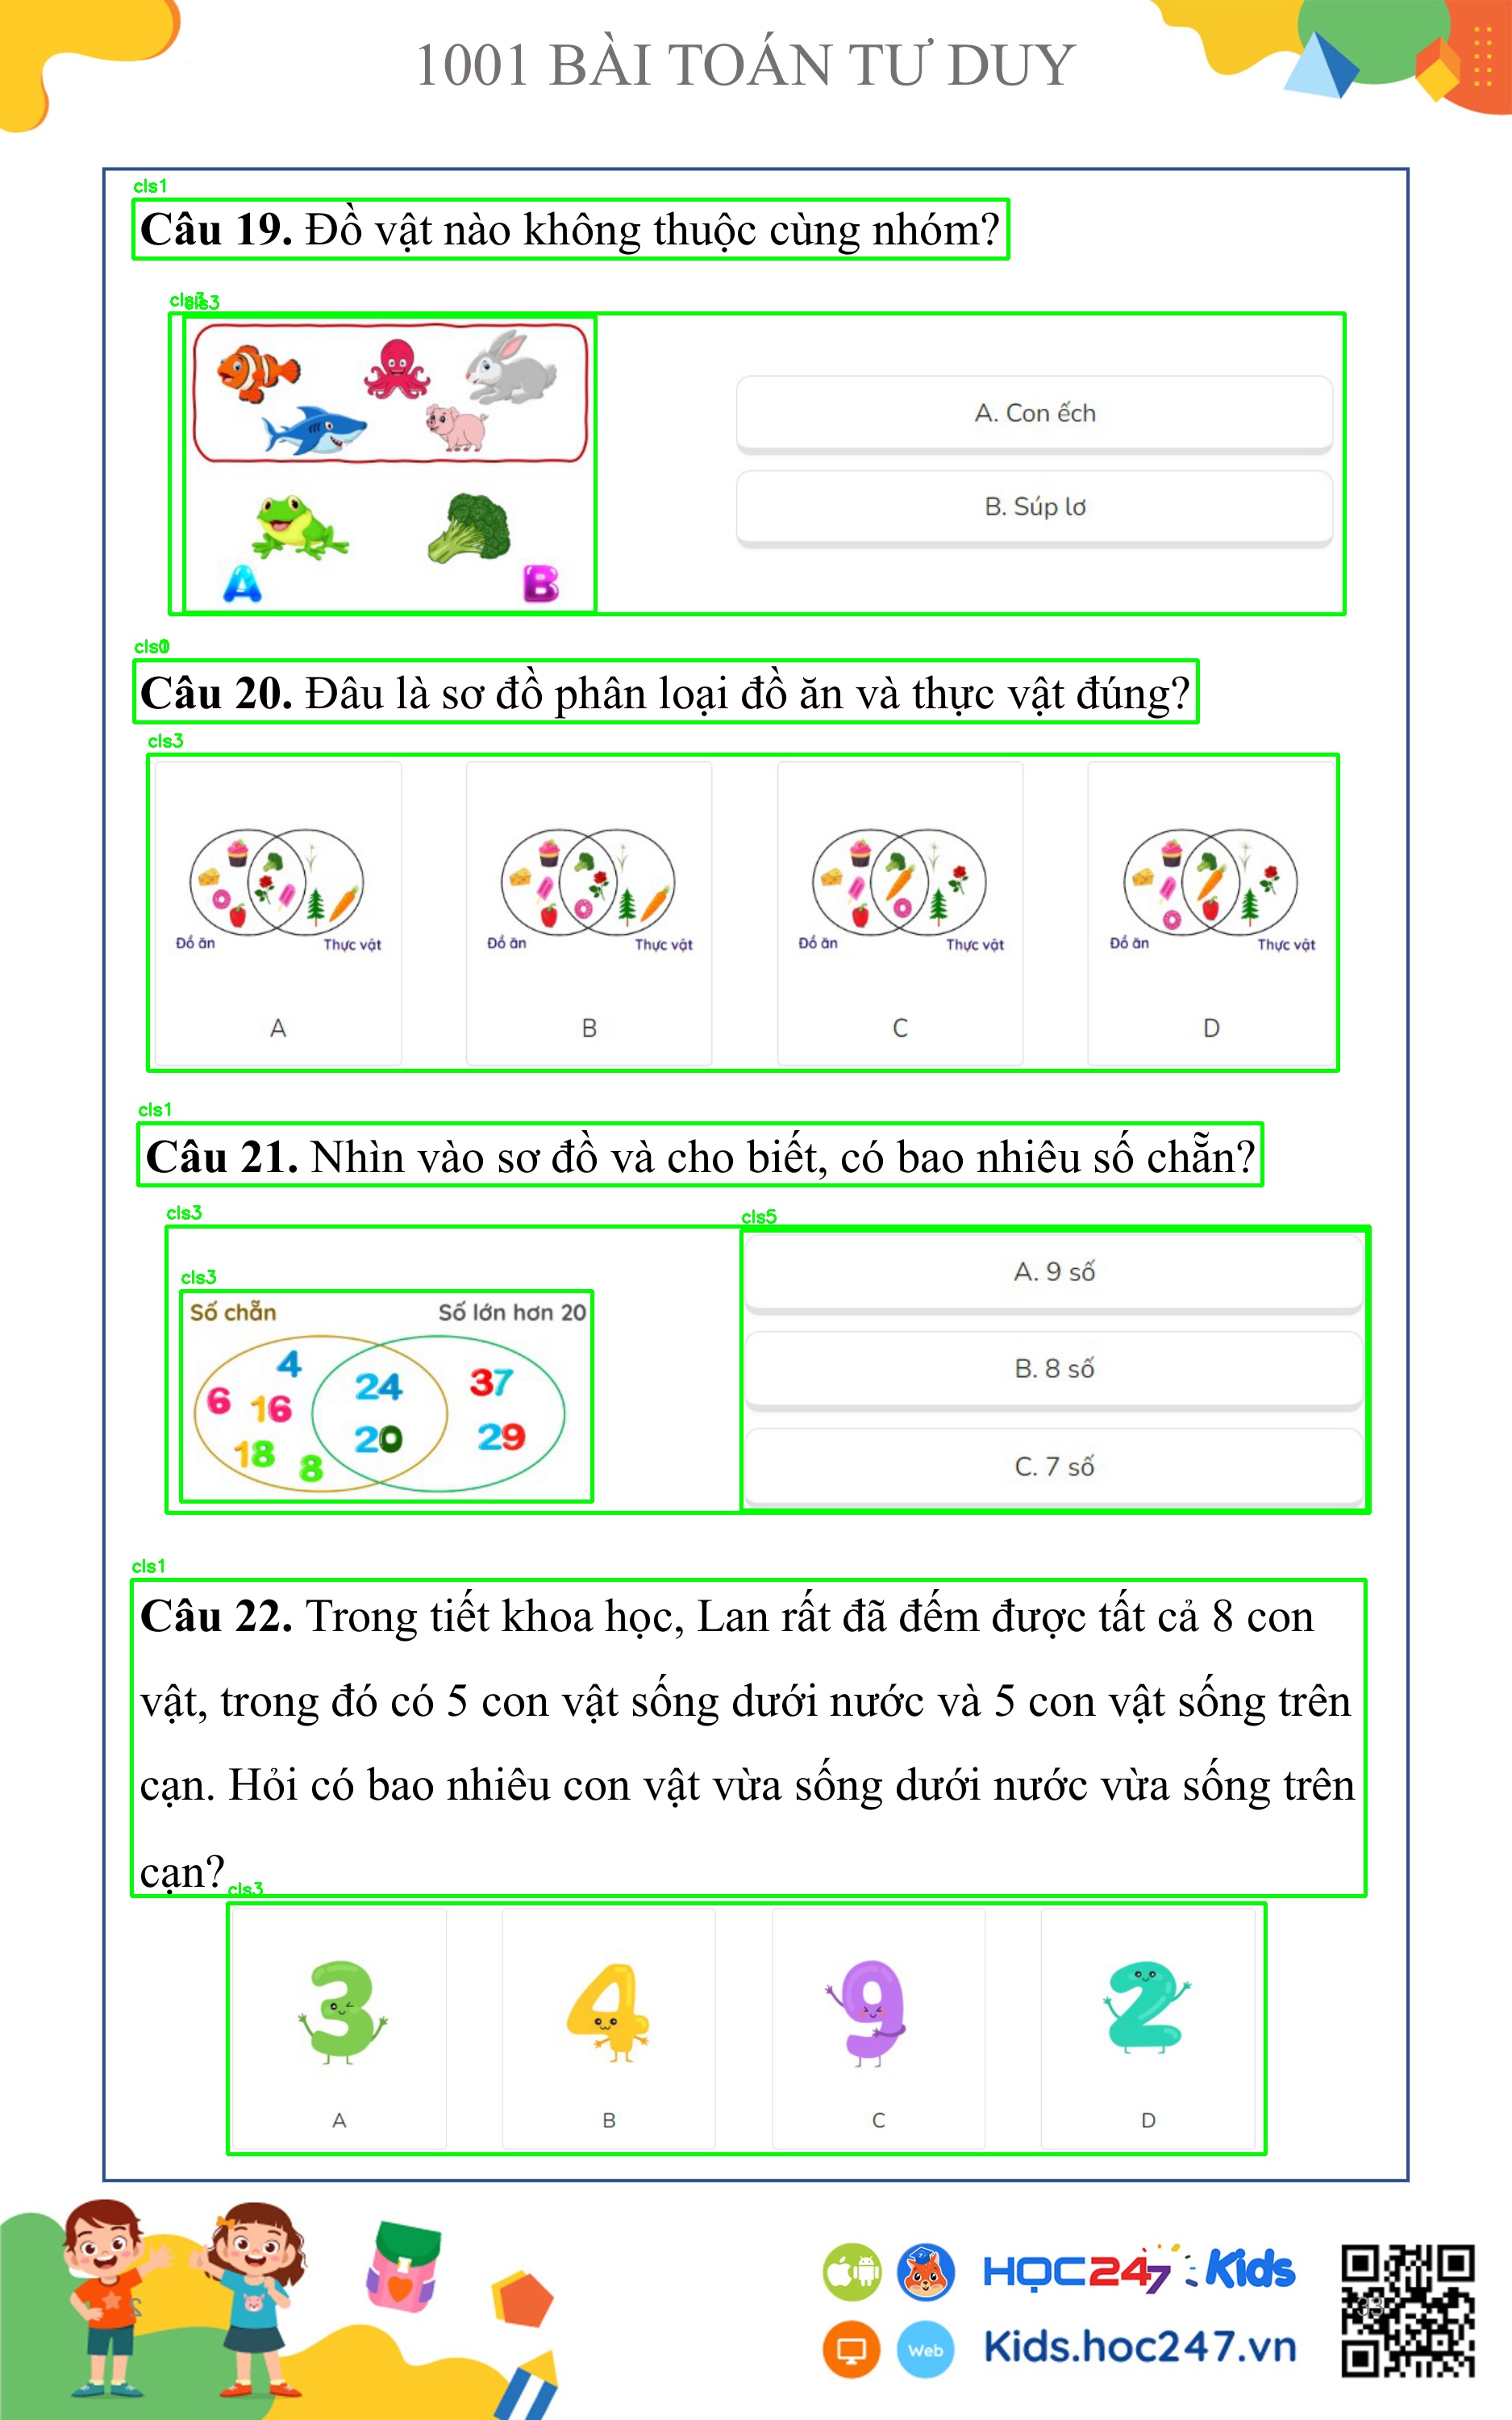 1001 BÀI TOÁN TƯ DUY
cls1
Câu 19. Đồ vật nào không thuộc cùng nhóm?
cls3
A. Con ếch
B. Súp lơ
A
B
Câu 20. Đâu là sơ đồ phân loại đồ ăn và thực vật đúng?
cls3
Đồ ăn Thực vật Đồ ăn Thực vật Đồ ăn Thực vật Đồ ăn Thực vật
A B C D
cls1
Câu 21. Nhìn vào sơ đồ và cho biết, có bao nhiêu số chẵn?
cls3
cls5
cls3
Số chẵn Số lớn hơn 20
4 24 37
6 16
20 29
18 8
A. 9 số
B. 8 số
C. 7 số
cls1
Câu 22. Trong tiết khoa học, Lan rất đã đếm được tất cả 8 con
vật, trong đó có 5 con vật sống dưới nước và 5 con vật sống trên
cạn. Hỏi có bao nhiêu con vật vừa sống dưới nước vừa sống trên
cạn?
cls3
3 4 9 2
A B C D
HỌC247 Kids
Web
Kids.hoc247.vn
33